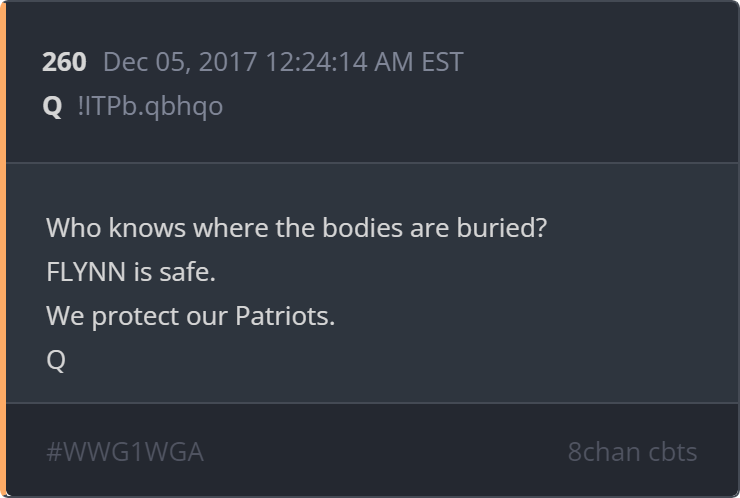 260 Dec 05, 2017 12:24:14 AM EST
Q !ITPb.qbhqo
Who knows where the bodies are buried?
FLYNN is safe.
We protect our Patriots.
Q
#WWG1WGA 8chan cbts